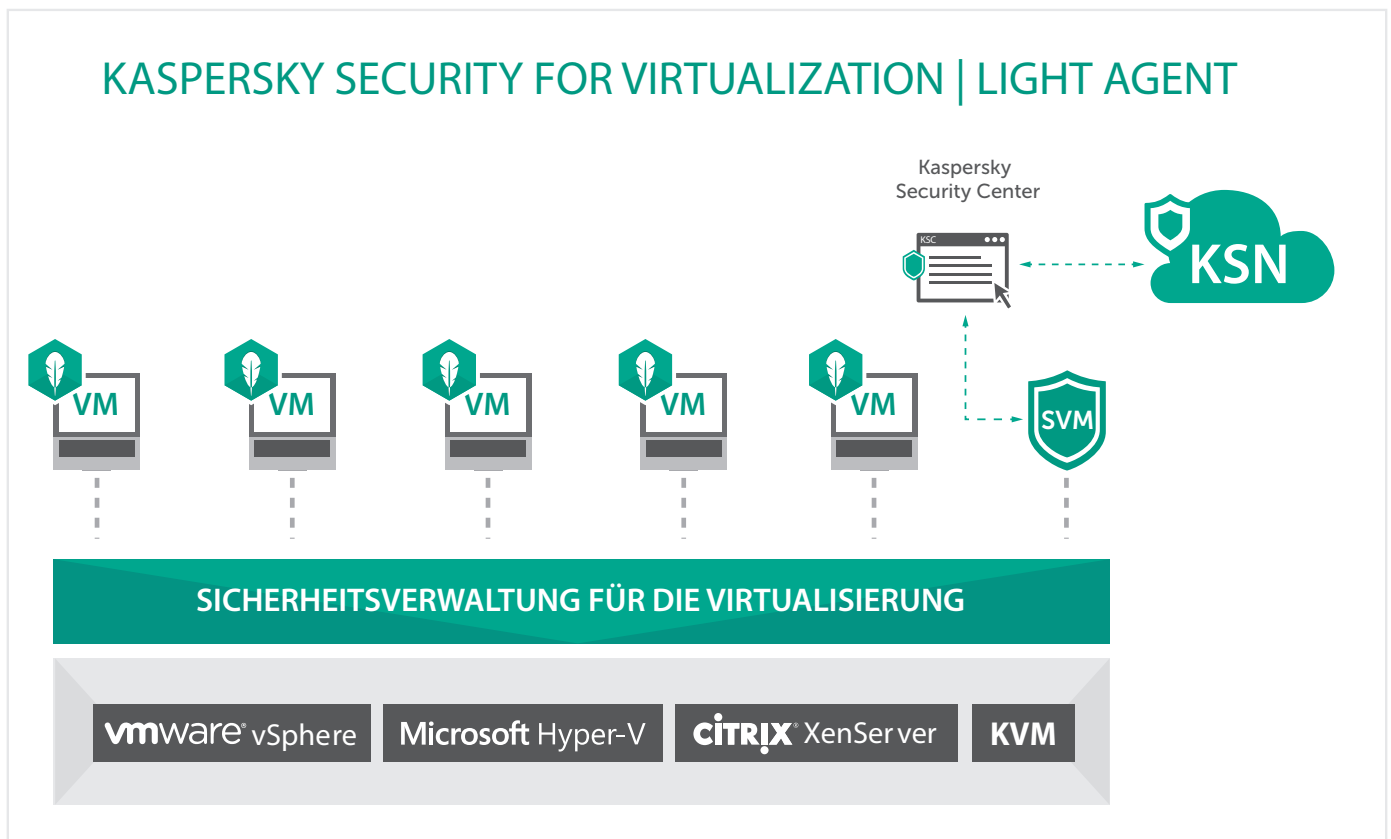 KASPERSKY SECURITY FOR VIRTUALIZATION | LIGHT AGENT
Kaspersky
Security Center
KSC
KSN
VM
VM
VM
VM
VM
SVM
SICHERHEITSVERWALTUNG FÜR DIE VIRTUALISIERUNG
vmware® vSphere
Microsoft Hyper-V
CITRIX® XenServer
KVM